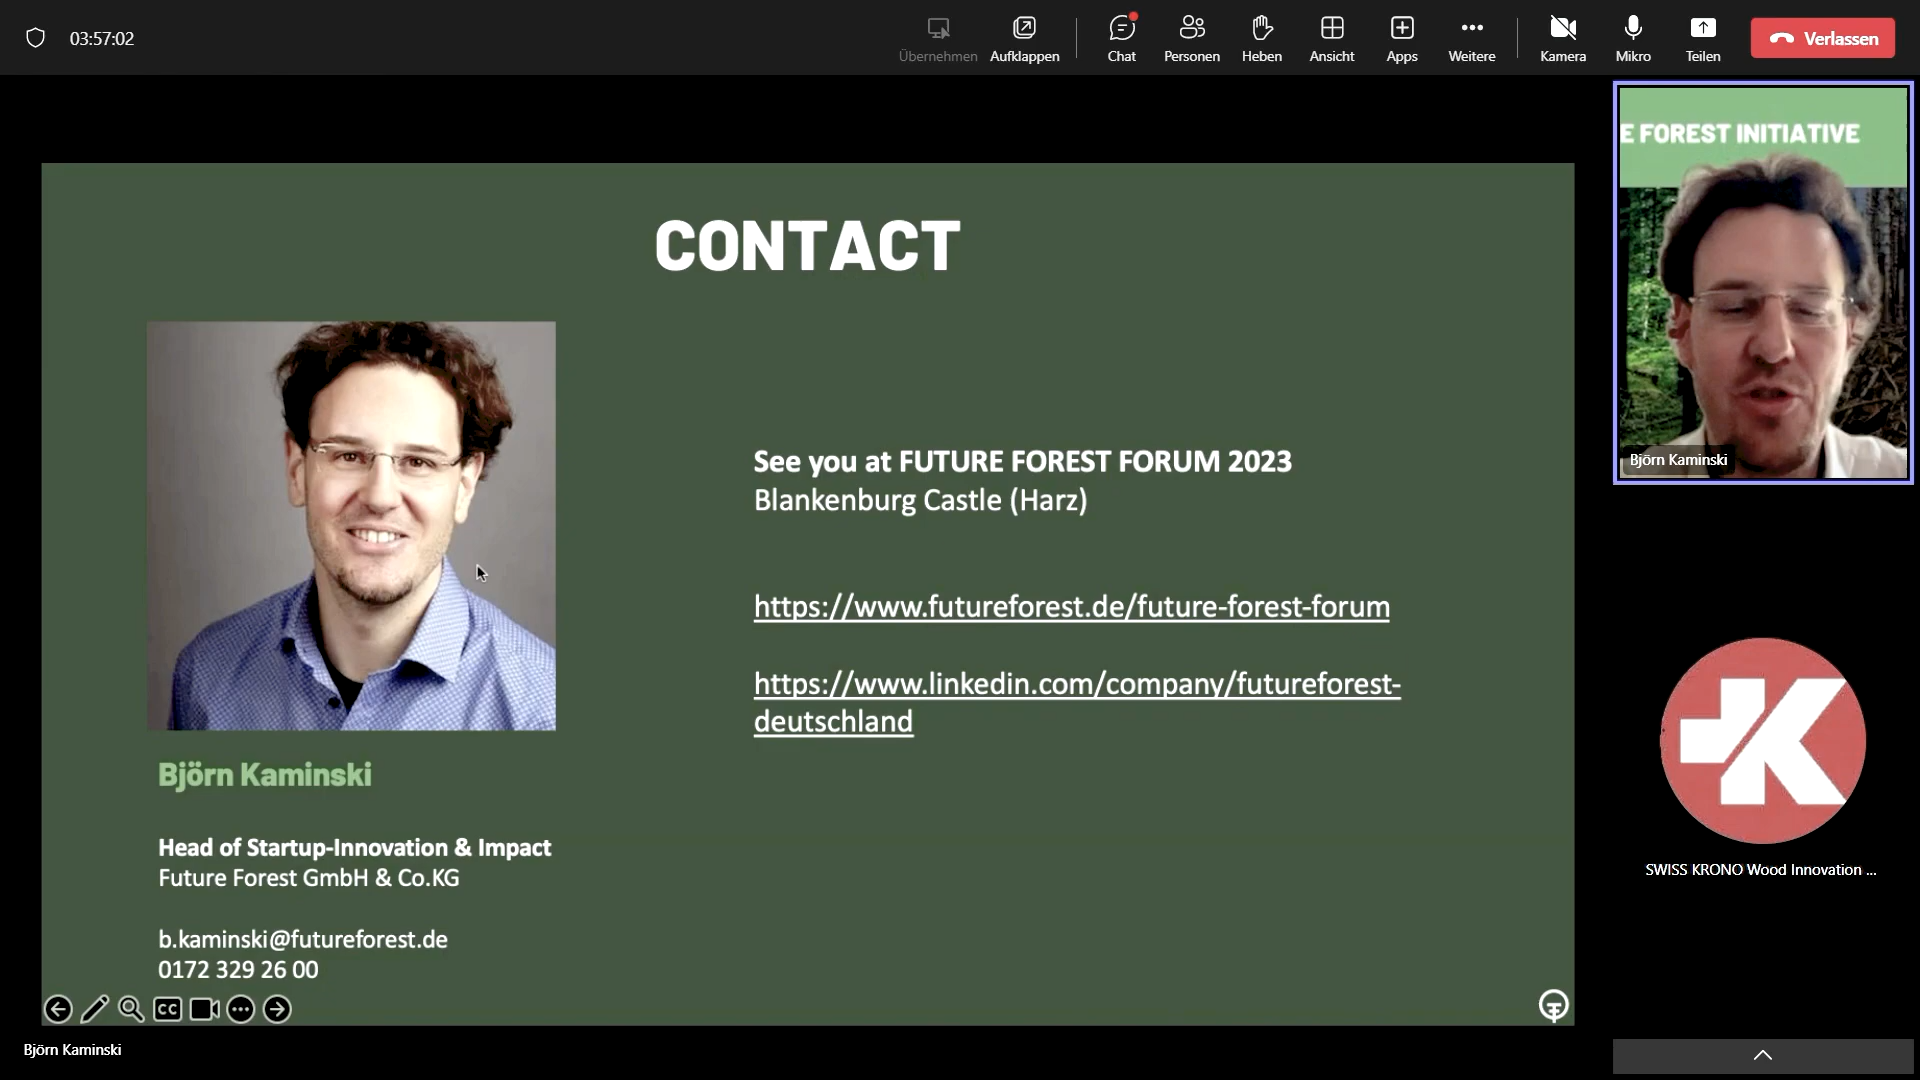 03:57:02
Übernehmen
Aufklappen
Chat
Personen
Heben
Ansicht
Apps
Weitere
Kamera
Mikro
Teilen
Verlassen
E FOREST INITIATIVE
Björn Kaminski
CONTACT
See you at FUTURE FOREST FORUM 2023
Blankenburg Castle (Harz)
https://www.futureforest.de/future-forest-forum
https://www.linkedin.com/company/futureforest-
deutschland
Björn Kaminski
Head of Startup-Innovation & Impact
Future Forest GmbH & Co.KG
b.kaminski@futureforest.de
0172 329 26 00
CC
K
SWISS KRONO Wood Innovation ...
Björn Kaminski